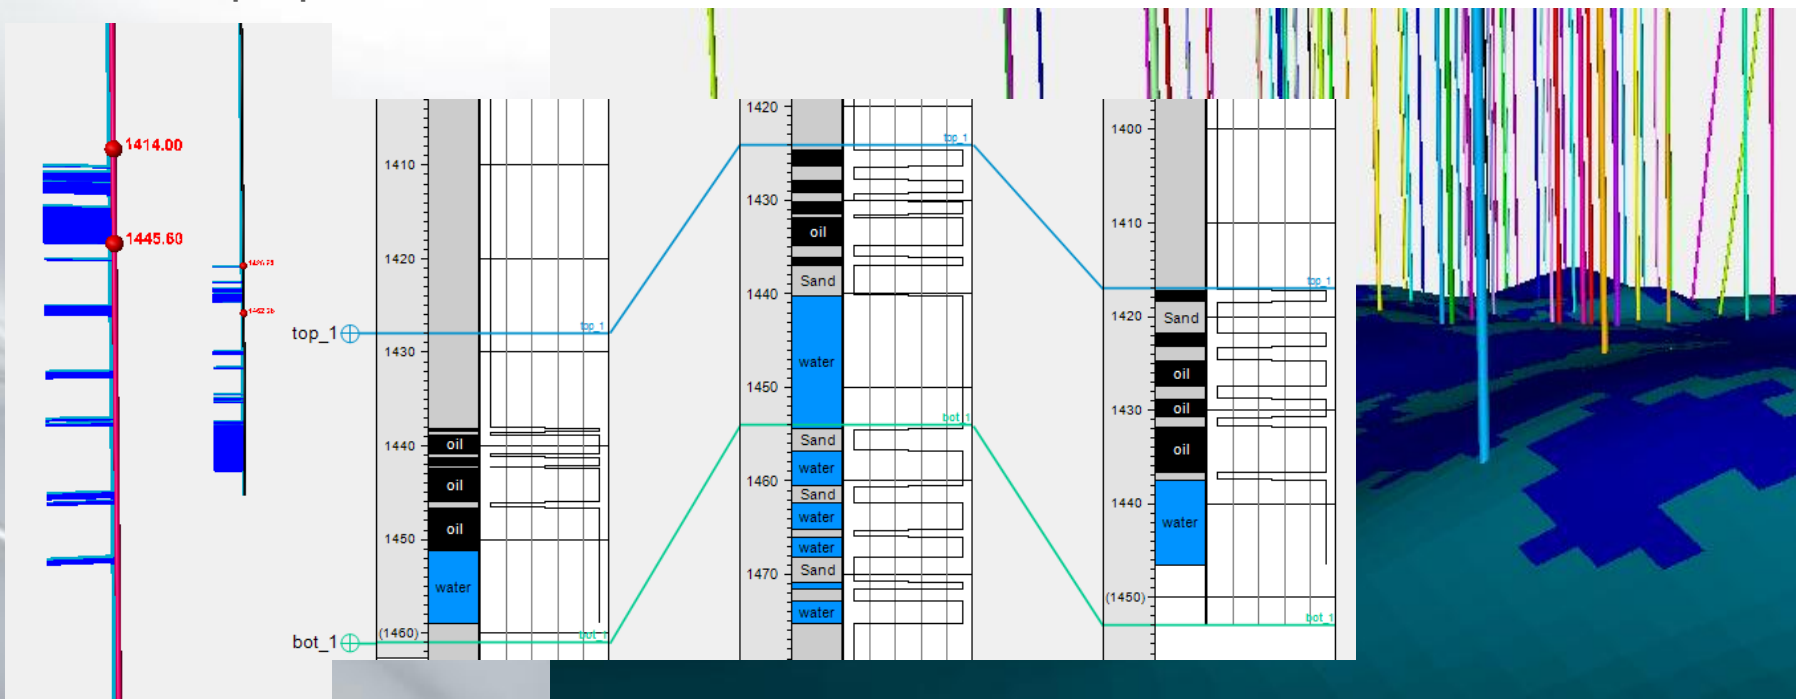 1414.00
1445.60
top_1
bot_1
1410
1420
1430
1440
1450
(1460)
top_1
oil
oil
oil
water
bot_1
1420
1430
1440
1450
1460
1470
top_1
oil
Sand
water
bot_1
Sand
water
Sand
water
water
Sand
water
1400
1410
1420
1430
1440
(1450)
top_1
Sand
oil
oil
oil
water
bot_1